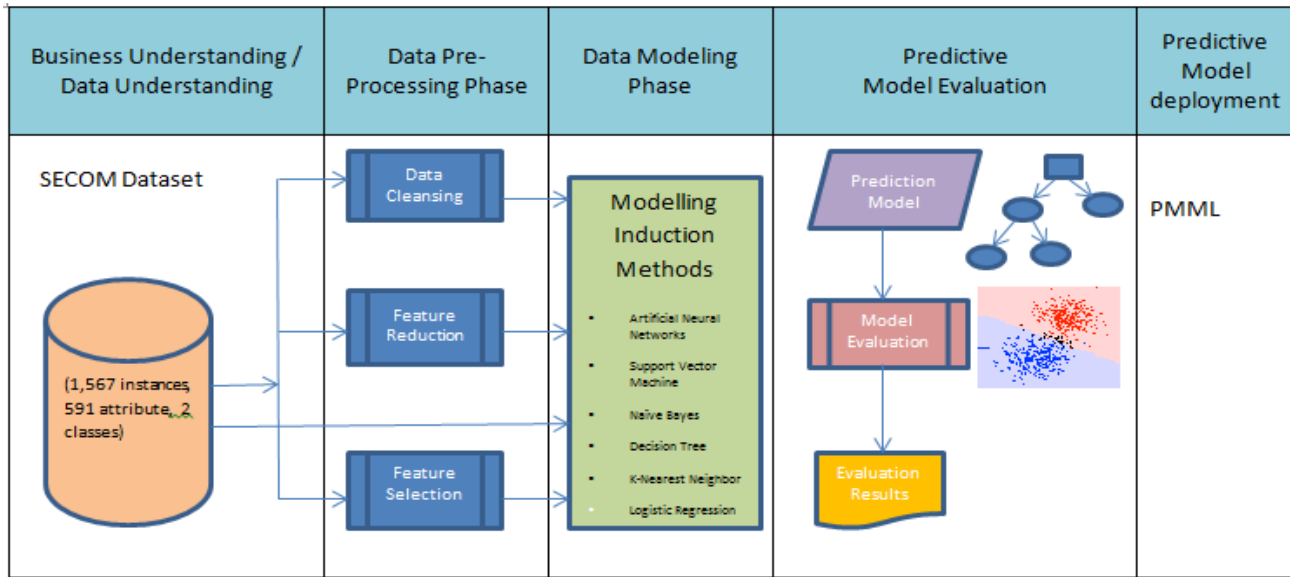 Business Understanding /
Data Understanding
Data Pre-
Processing Phase
Data Modeling
Phase
Predictive
Model Evaluation
Predictive
Model
deployment
SECOM Dataset
(1,567 instances,
591 attribute, 2
classes)
Data
Cleansing
Feature
Reduction
Feature
Selection
Modelling
Induction
Methods
• Artificial Neural
Networks
• Support Vector
Machine
• Naïve Bayes
• Decision Tree
• K-Nearest Neighbor
• Logistic Regression
Prediction
Model
Model
Evaluation
Evaluation
Results
PMML